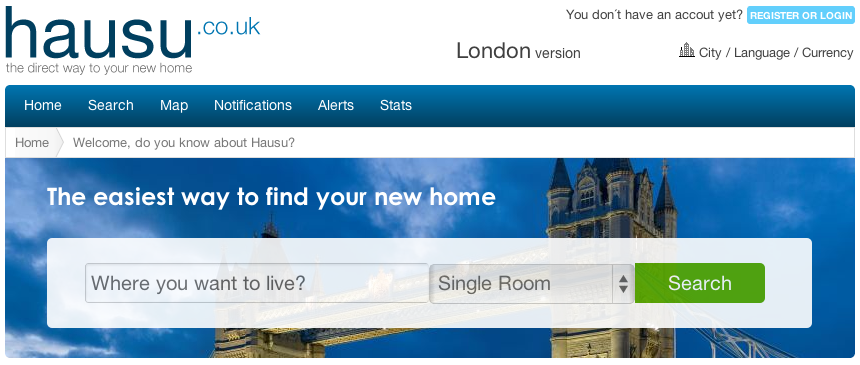 hausu.co.uk
the direct way to your new home
You don´t have an accout yet? REGISTER OR LOGIN
London version
City / Language / Currency
Home Search Map Notifications Alerts Stats
Home Welcome, do you know about Hausu?
The easiest way to find your new home
Where you want to live? Single Room Search